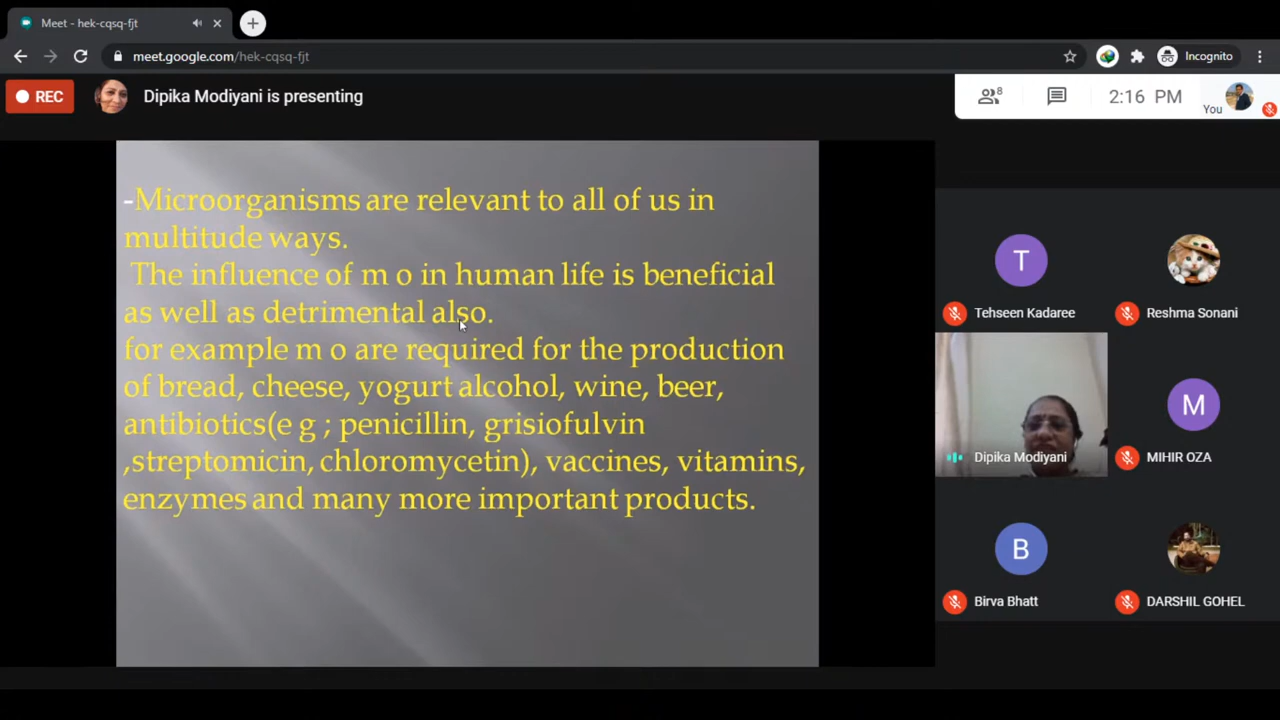 Meet - hek-cqsq-fjt
meet.google.com/hek-cqsq-fjt
Incognito
REC
Dipika Modiyani is presenting
8
2:16 PM
You
-Microorganisms are relevant to all of us in
multitude ways.
The influence of m o in human life is beneficial
as well as detrimental also.
for example m o are required for the production
of bread, cheese, yogurt alcohol, wine, beer,
antibiotics(e g ; penicillin, grisiofulvin
,streptomicin, chloromycetin), vaccines, vitamins,
enzymes and many more important products.
T
Tehseen Kadaree
Reshma Sonani
Dipika Modiyani
M
MIHIR OZA
B
Birva Bhatt
DARSHIL GOHEL